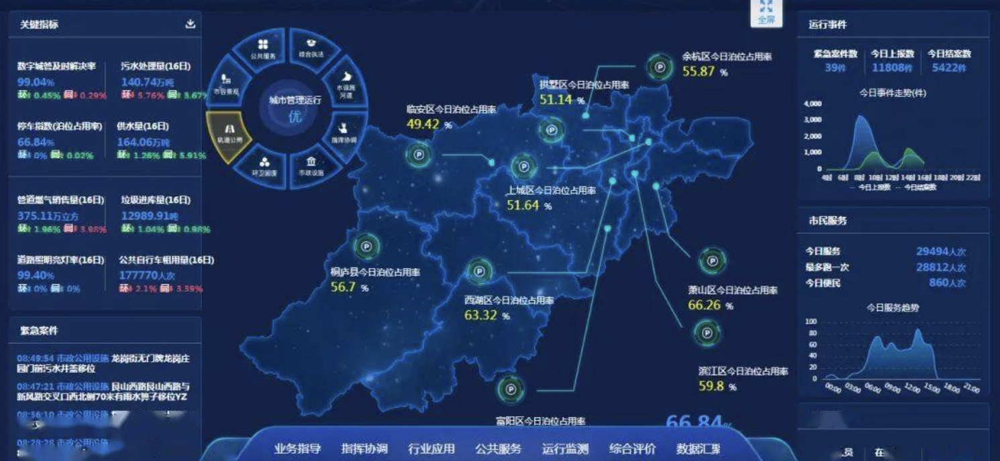 全屏
关键指标
数字城管及时解决率
99.04%
环 0.45% 同 0.29%
污水处理量(16日)
140.74万吨
环 5.76% 同 3.67%
停车指数(泊位占用率)
66.84%
环 0% 同 0.02%
供水量(16日)
164.06万吨
环 1.26% 同 5.91%
管道燃气销售量(16日)
375.11万立方
环 1.96% 同 3.98%
垃圾进库量(16日)
12989.91吨
环 1.04% 同 0.98%
道路照明亮灯率(16日)
99.40%
环 0% 同 0%
公共自行车租用量(16日)
177770人次
环 2.1% 同 3.39%
紧急案件
08:49:54 市政公用设施 龙岗街无门牌龙岗庄
园门前污水井盖移位
08:47:21 市政公用设施 艮山西路艮山西路与
新风路交叉口西北侧70米有雨水箅子移位YZ
08:36:10 市政公用设施
08:28:28 市政公用设施
公共服务
综合执法
市容景观
水设施
河道
城市管理运行
优
轨道公用
指挥协调
环卫固废
市政设施
余杭区今日泊位占用率
55.87 %
拱墅区今日泊位占用率
51.14 %
临安区今日泊位占用率
49.42 %
上城区今日泊位占用率
51.64 %
桐庐县今日泊位占用率
56.7 %
西湖区今日泊位占用率
63.32 %
萧山区今日泊位占用率
66.26 %
滨江区今日泊位占用率
59.8 %
富阳区今日泊位占用率
66.84%
业务指导 指挥协调 行业应用 公共服务 运行监测 综合评价 数据汇聚
运行事件
紧急案件数 今日上报数 今日结案数
39件 11808件 5422件
今日事件走势(件)
4,000
3,000
2,000
1,000
0
4时 6时 8时 10时 12时 14时 16时 18时 20时 22时
今日上报数 今日结案数
市民服务
今日服务 29494人次
最多跑一次 28812人次
今日便民 860人次
今日服务趋势
100
80
60
40
20
0
00:00 03:00 06:00 09:00 12:00 15:00 18:00 21:00
员 在